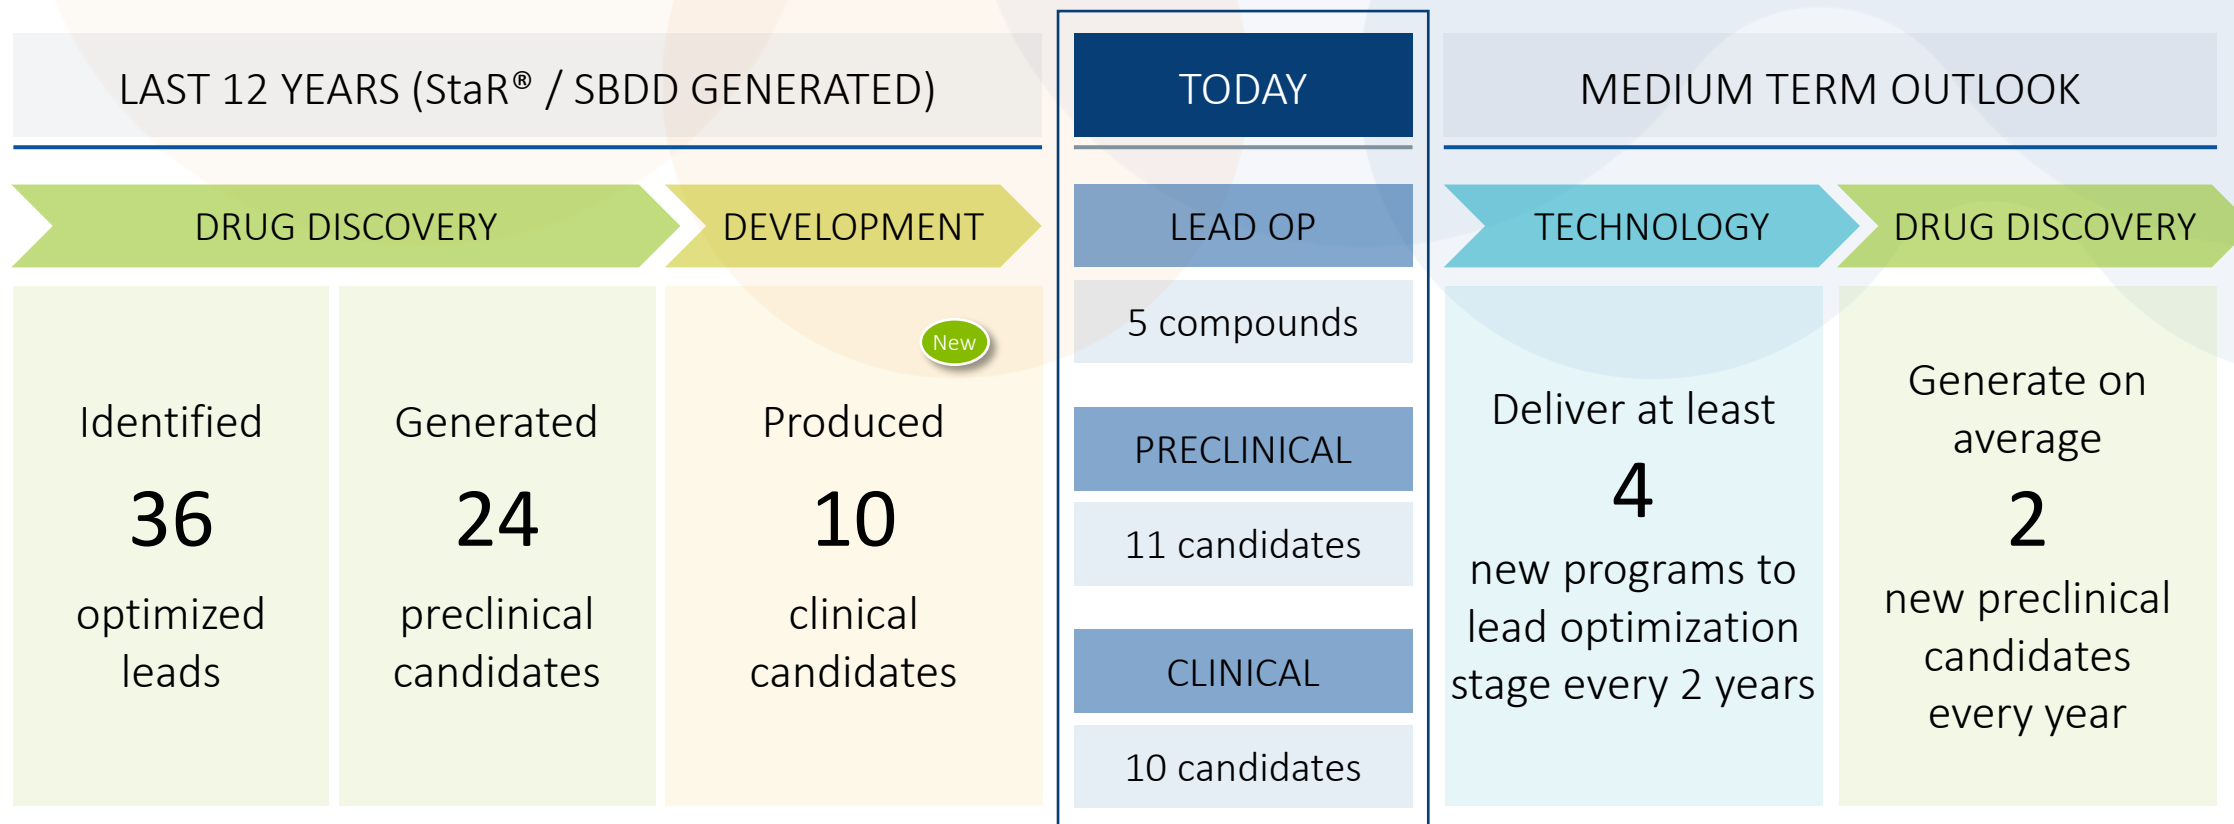 LAST 12 YEARS (StaR® / SBDD GENERATED)
DRUG DISCOVERY
DEVELOPMENT
Identified
36
optimized
leads
Generated
24
preclinical
candidates
New
Produced
10
clinical
candidates
TODAY
LEAD OP
5 compounds
PRECLINICAL
11 candidates
CLINICAL
10 candidates
MEDIUM TERM OUTLOOK
TECHNOLOGY
DRUG DISCOVERY
Deliver at least
4
new programs to
lead optimization
stage every 2 years
Generate on
average
2
new preclinical
candidates
every year